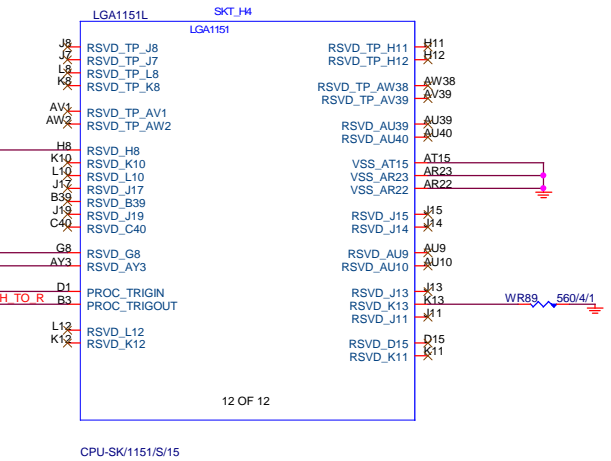 LGA1151L SKT_H4
LGA1151
J8 RSVD_TP_J8 RSVD_TP_H11 H11
J7 RSVD_TP_J7 RSVD_TP_H12 H12
L8 RSVD_TP_L8
K8 RSVD_TP_K8 RSVD_TP_AW38 AW38
RSVD_TP_AV39 AV39
AV1 RSVD_TP_AV1
AW2 RSVD_TP_AW2 RSVD_AU39 AU39
RSVD_AU40 AU40
H8 RSVD_H8
K10 RSVD_K10 VSS_AT15 AT15
L10 RSVD_L10 VSS_AR23 AR23
J17 RSVD_J17 VSS_AR22 AR22
B39 RSVD_B39
J19 RSVD_J19 RSVD_J15 J15
C40 RSVD_C40 RSVD_J14 J14
G8 RSVD_G8 RSVD_AU9 AU9
AY3 RSVD_AY3 RSVD_AU10 AU10
D1 PROC_TRIGIN RSVD_J13 J13
H_TO_R B3 PROC_TRIGOUT RSVD_K13 K13 WR89 560/4/1
RSVD_J11 J11
L12 RSVD_L12
K12 RSVD_K12 RSVD_D15 D15
RSVD_K11 K11
12 OF 12
CPU-SK/1151/S/15